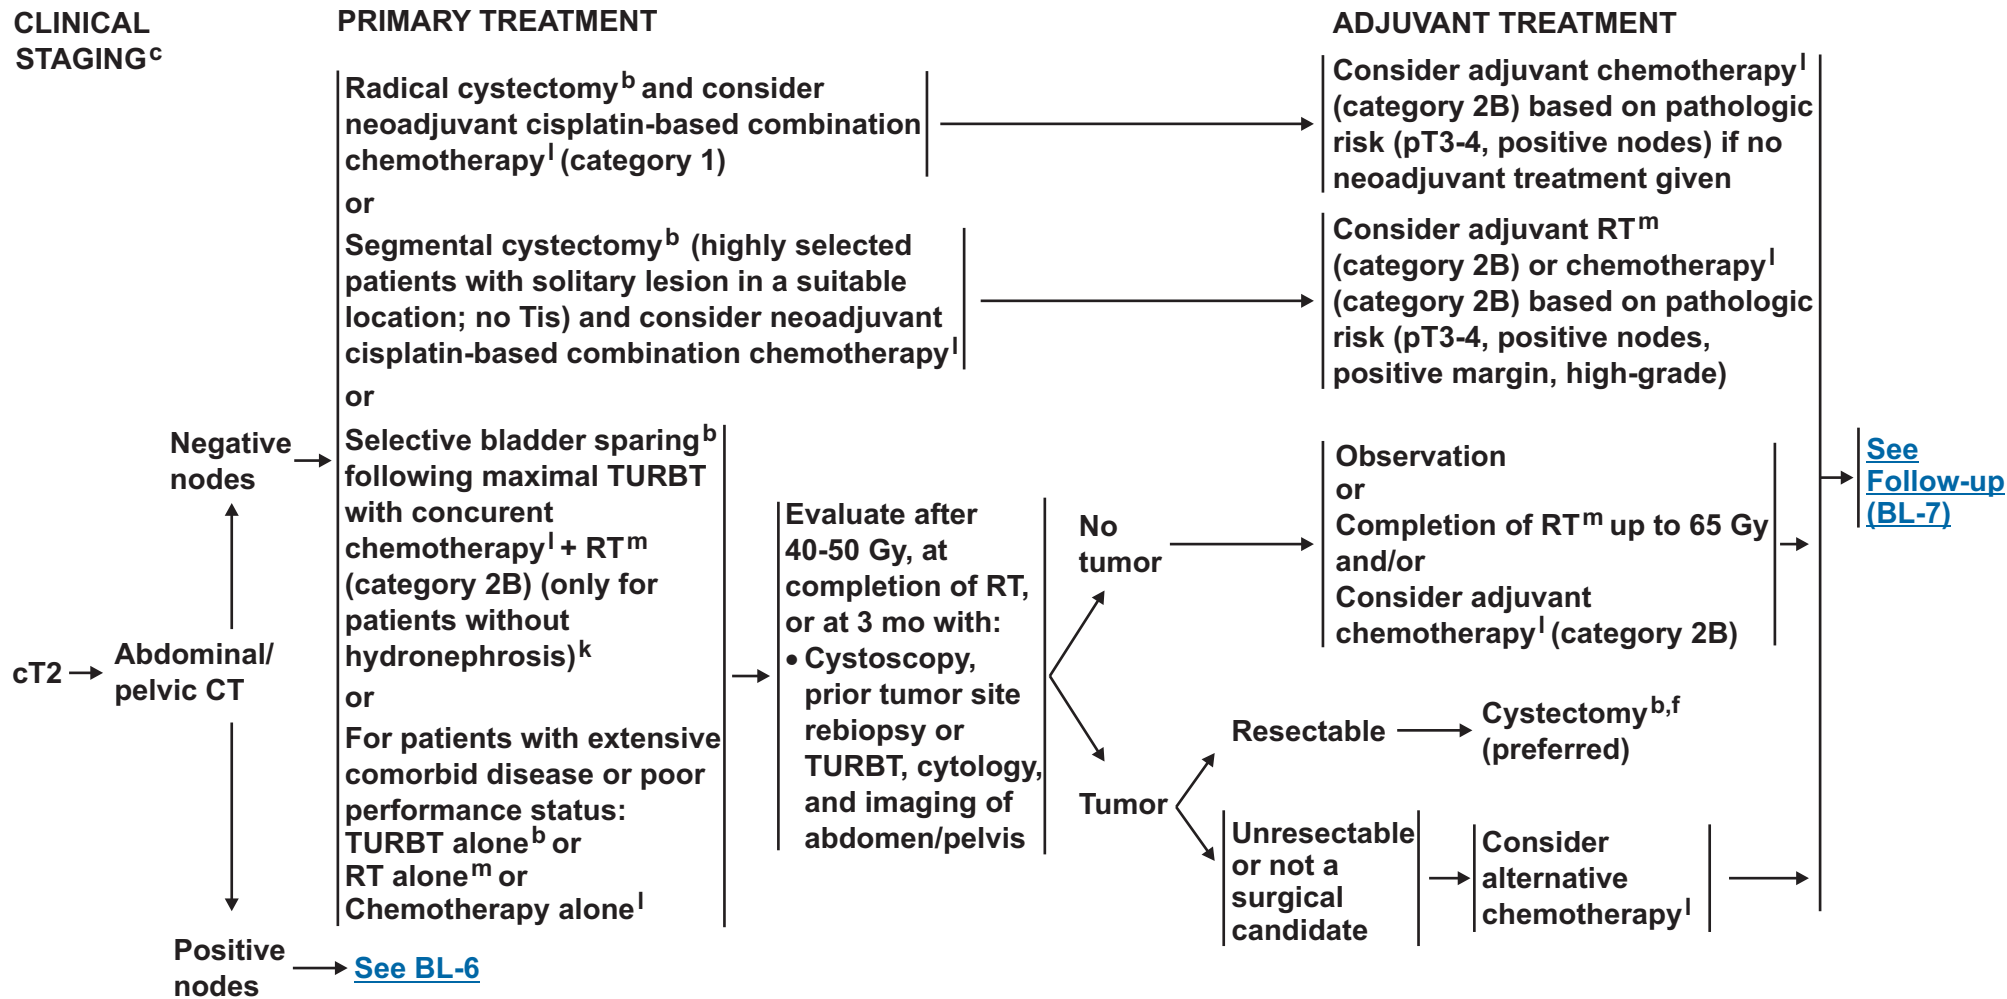 CLINICAL
STAGINGc
PRIMARY TREATMENT
ADJUVANT TREATMENT
cT2
Abdominal/
pelvic CT
Negative
nodes
Positive
nodes
See BL-6
Radical cystectomyb and consider
neoadjuvant cisplatin-based combination
chemotherapyl (category 1)
or
Segmental cystectomyb (highly selected
patients with solitary lesion in a suitable
location; no Tis) and consider neoadjuvant
cisplatin-based combination chemotherapyl
or
Selective bladder sparingb
following maximal TURBT
with concurent
chemotherapyl + RTm
(category 2B) (only for
patients without
hydronephrosis)k
or
For patients with extensive
comorbid disease or poor
performance status:
TURBT aloneb or
RT alonem or
Chemotherapy alonel
Evaluate after
40-50 Gy, at
completion of RT,
or at 3 mo with:
• Cystoscopy,
prior tumor site
rebiopsy or
TURBT, cytology,
and imaging of
abdomen/pelvis
No
tumor
Tumor
Resectable
Unresectable
or not a
surgical
candidate
Consider adjuvant chemotherapyl
(category 2B) based on pathologic
risk (pT3-4, positive nodes) if no
neoadjuvant treatment given
Consider adjuvant RTm
(category 2B) or chemotherapyl
(category 2B) based on pathologic
risk (pT3-4, positive nodes,
positive margin, high-grade)
Observation
or
Completion of RTm up to 65 Gy
and/or
Consider adjuvant
chemotherapyl (category 2B)
Cystectomyb,f
(preferred)
Consider
alternative
chemotherapyl
See
Follow-up
(BL-7)